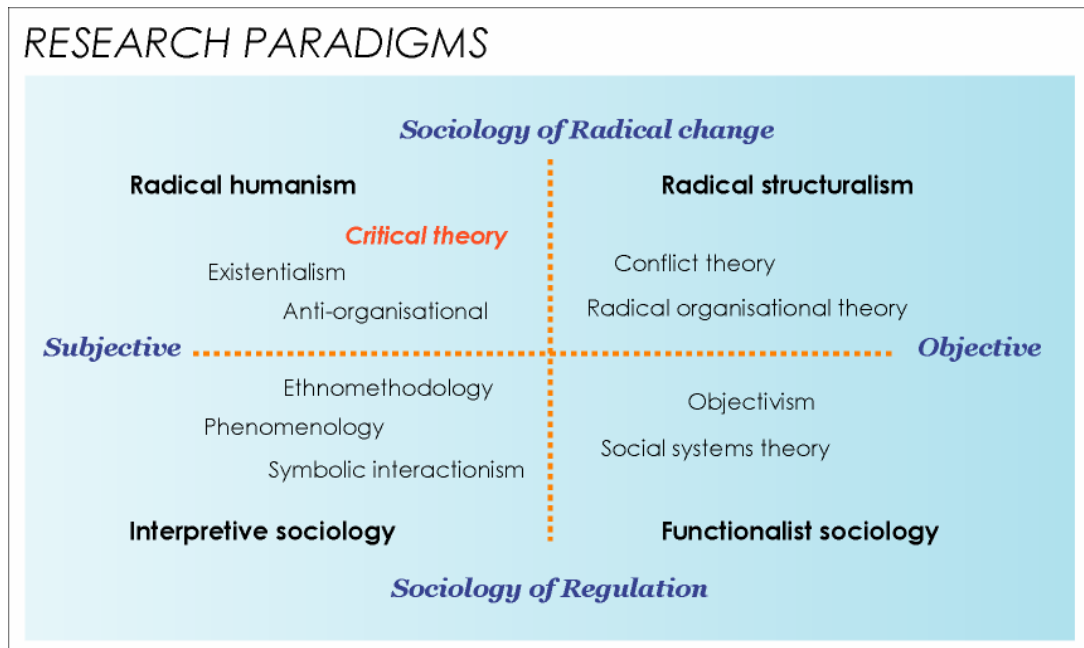 RESEARCH PARADIGMS
Sociology of Radical change
Radical humanism
Radical structuralism
Critical theory
Existentialism
Conflict theory
Anti-organisational
Radical organisational theory
Subjective
Objective
Ethnomethodology
Objectivism
Phenomenology
Social systems theory
Symbolic interactionism
Interpretive sociology
Functionalist sociology
Sociology of Regulation